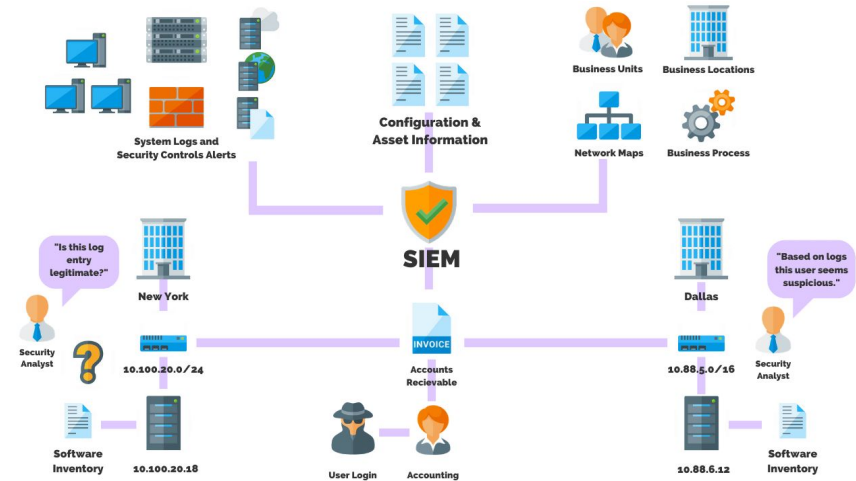 System Logs and
Security Controls Alerts
Configuration &
Asset Information
Business Units
Business Locations
Network Maps
Business Process
SIEM
"Is this log
entry
legitimate?"
New York
Dallas
"Based on logs
this user seems
suspicious."
Security
Analyst
10.100.20.0/24
INVOICE
Accounts
Recievable
10.88.5.0/16
Security
Analyst
Software
Inventory
10.100.20.18
User Login
Accounting
10.88.6.12
Software
Inventory